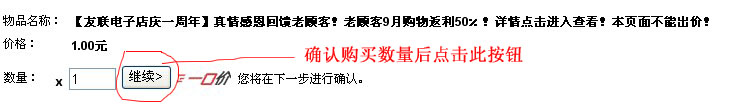 物品名称： 【友联电子店庆一周年】真情感恩回馈老顾客！老顾客9月购物返利50% ！详情点击进入查看！本页面不能出价！
价格： 1.00元
确认购买数量后点击此按钮
数量： x 1 继续> 一口价 您将在下一步进行确认。